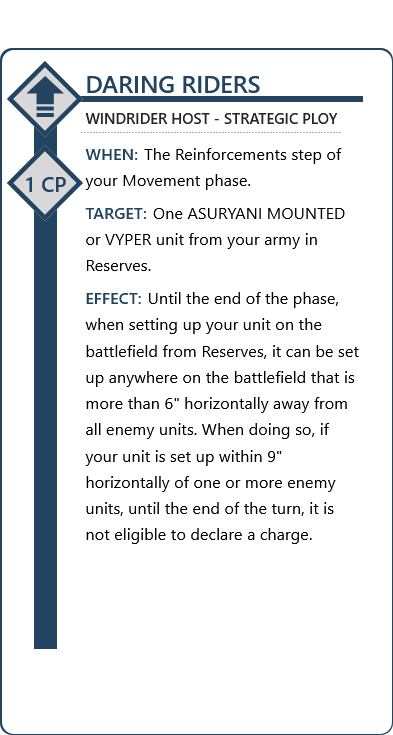 DARING RIDERS
WINDRIDER HOST - STRATEGIC PLOY
1 CP
WHEN: The Reinforcements step of
your Movement phase.
TARGET: One ASURYANI MOUNTED
or VYPER unit from your army in
Reserves.
EFFECT: Until the end of the phase,
when setting up your unit on the
battlefield from Reserves, it can be set
up anywhere on the battlefield that is
more than 6" horizontally away from
all enemy units. When doing so, if
your unit is set up within 9"
horizontally of one or more enemy
units, until the end of the turn, it is
not eligible to declare a charge.